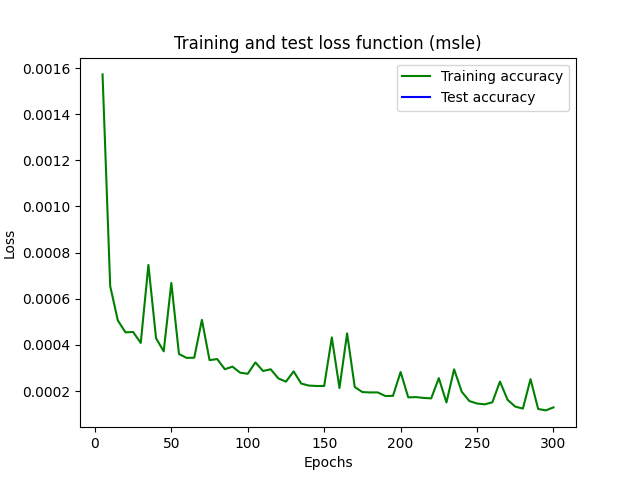 Training and test loss function (msle)
Training accuracy
Test accuracy
0.0016
0.0014
0.0012
0.0010
0.0008
0.0006
0.0004
0.0002
Loss
0 50 100 150 200 250 300
Epochs